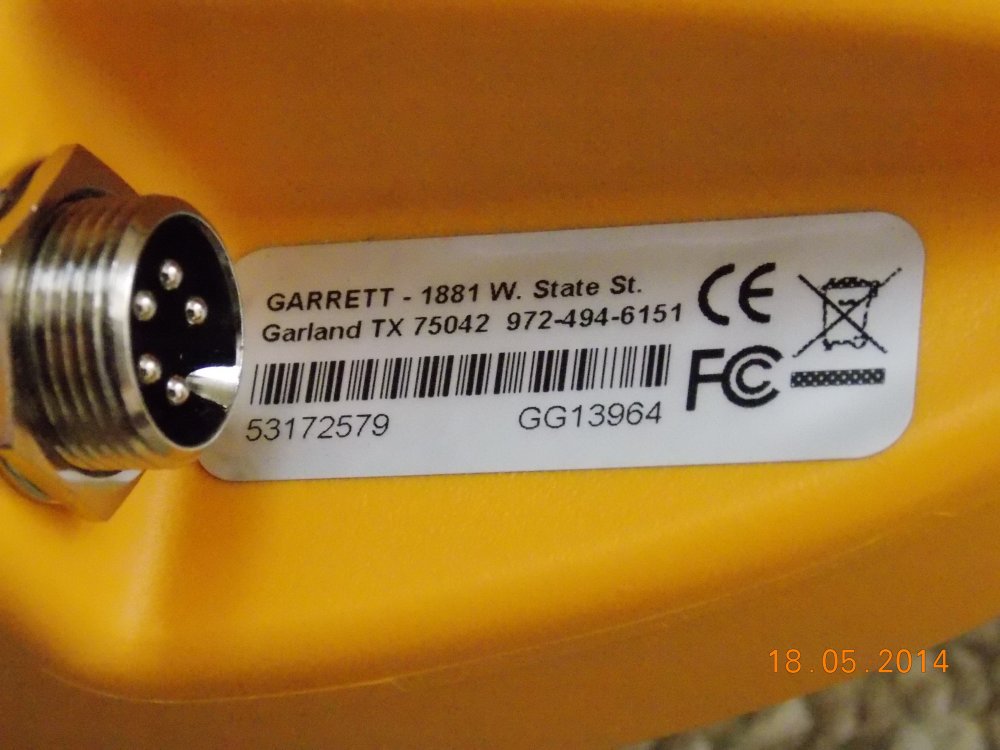 GARRETT - 1881 W. State St.
Garland TX 75042 972-494-6151
53172579 GG13964
CE
FC
18.05.2014